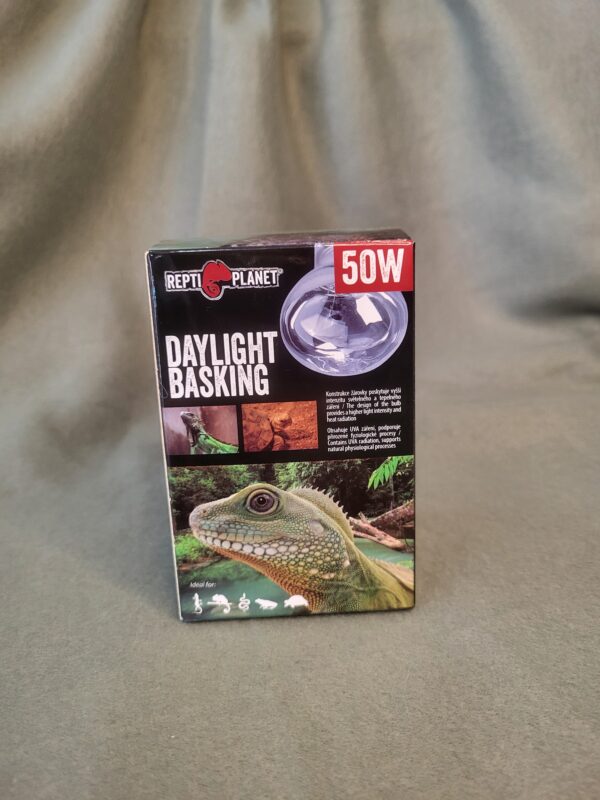 REPTI PLANET
50W
DAYLIGHT
BASKING
Konstrukce žárovky poskytuje vyšší
intenzitu světelného a tepelného
záření / The design of the bulb
provides a higher light intensity and
heat radiation
Obsahuje UVA záření, podporuje
přirozené fyziologické procesy /
Contains UVA radiation, supports
natural physiological processes
Ideal for: